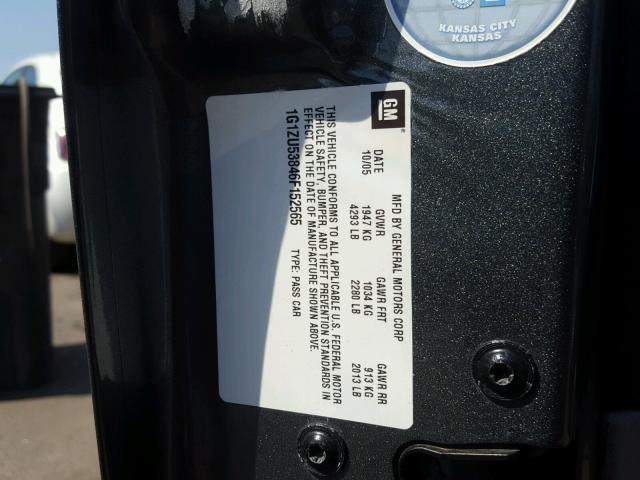 KANSAS CITY
KANSAS
GM
MFD BY GENERAL MOTORS CORP
DATE GVWR GAWR FRT GAWR RR
10/05 1947 KG 1034 KG 913 KG
4293 LB 2280 LB 2013 LB
THIS VEHICLE CONFORMS TO ALL APPLICABLE U.S. FEDERAL MOTOR
VEHICLE SAFETY, BUMPER, AND THEFT PREVENTION STANDARDS IN
EFFECT ON THE DATE OF MANUFACTURE SHOWN ABOVE.
1G1ZU53846F152565 TYPE: PASS CAR